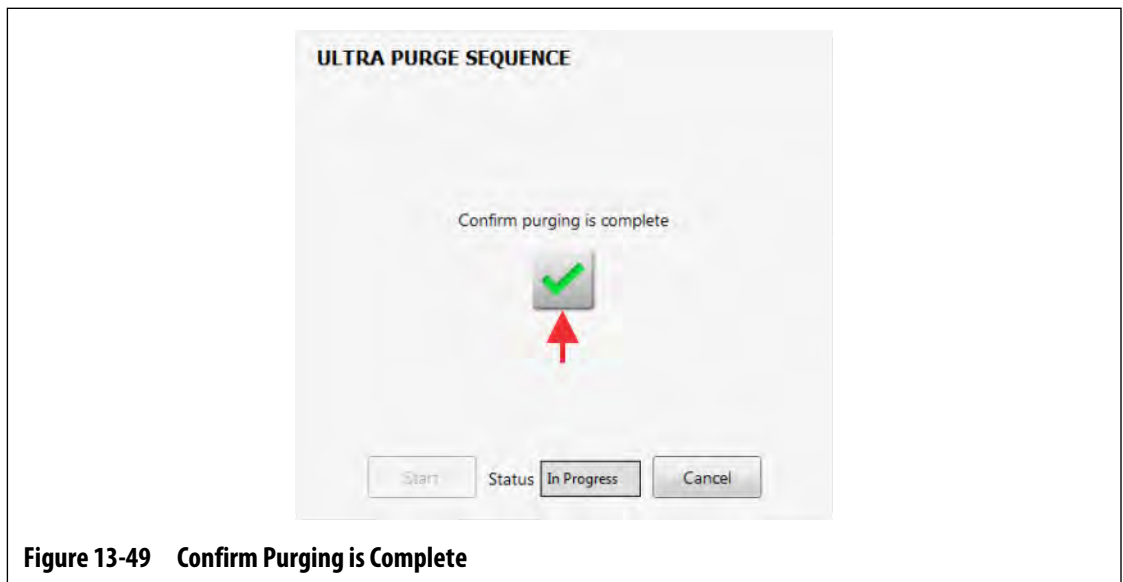 ULTRA PURGE SEQUENCE
Confirm purging is complete
Start Status In Progress Cancel
Figure 13-49 Confirm Purging is Complete